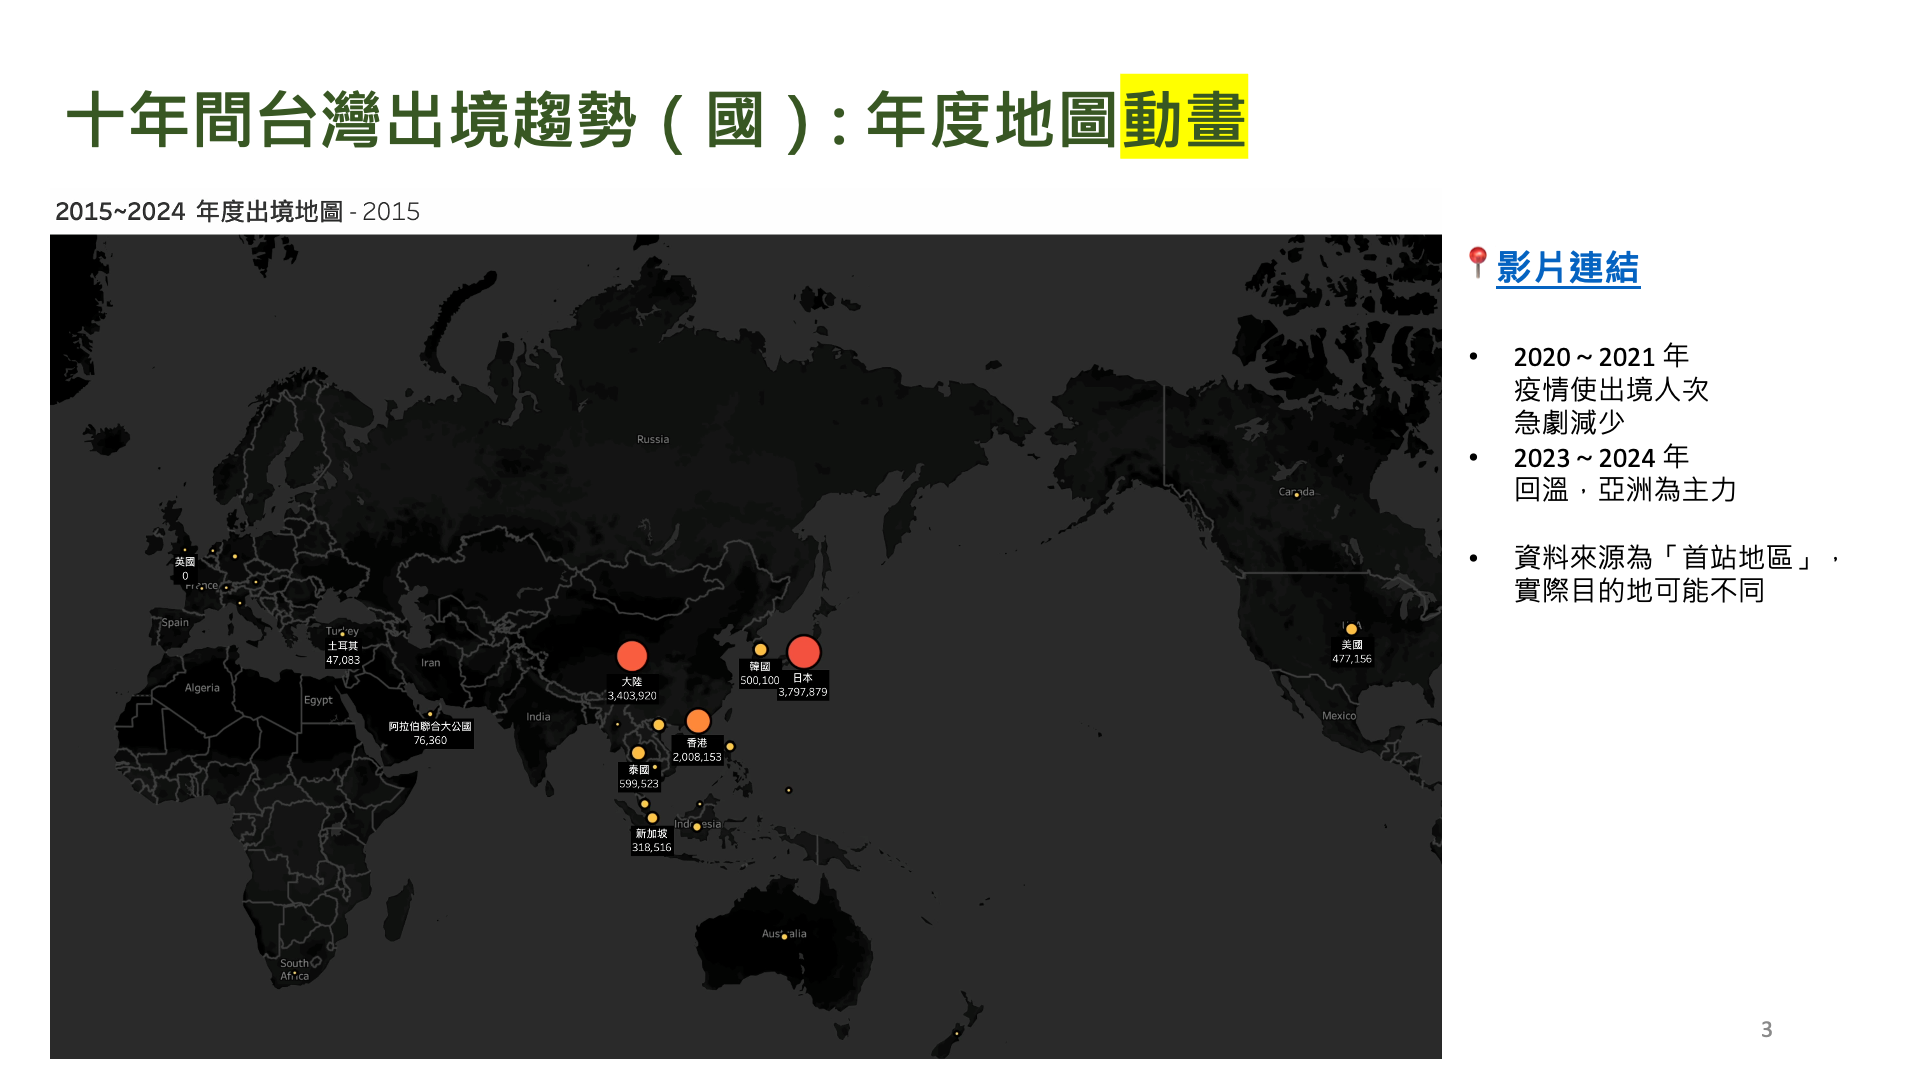 十年間台灣出境趨勢（國）: 年度地圖動畫
2015~2024 年度出境地圖 - 2015
Russia
Canada
英國
0
France
Spain
Turkey
土耳其
47,083
Iran
Algeria
Egypt
India
阿拉伯聯合大公國
76,360
大陸
3,403,920
韓國
500,100
日本
3,797,879
香港
2,008,153
泰國
599,523
新加坡
318,516
Indonesia
美國
477,156
Mexico
Australia
South
Africa
影片連結
• 2020 ~ 2021 年
疫情使出境人次
急劇減少
• 2023 ~ 2024 年
回溫，亞洲為主力
• 資料來源為「首站地區」，
實際目的地可能不同
3